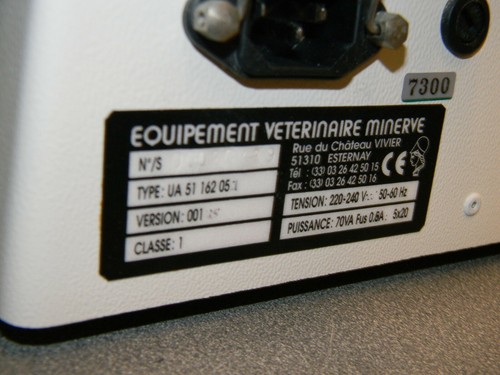 7300
EQUIPEMENT VETERINAIRE MINERVE
Rue du Château VIVIER
51310 ESTERNAY
Tél : (33) 03 26 42 50 15
Fax : (33) 03 26 42 50 16
CE
N°/S
TYPE: UA 51 162 05
VERSION: 001
CLASSE: 1
TENSION: 220-240 V 50-60 Hz
PUISSANCE: 70VA Fus 0.6A 5x20